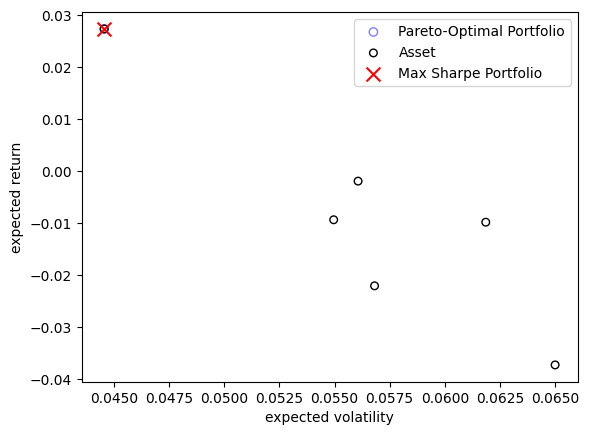 0.03
0.02
0.01
0.00
−0.01
−0.02
−0.03
−0.04
expected return
Pareto-Optimal Portfolio
Asset
Max Sharpe Portfolio
0.0450 0.0475 0.0500 0.0525 0.0550 0.0575 0.0600 0.0625 0.0650
expected volatility